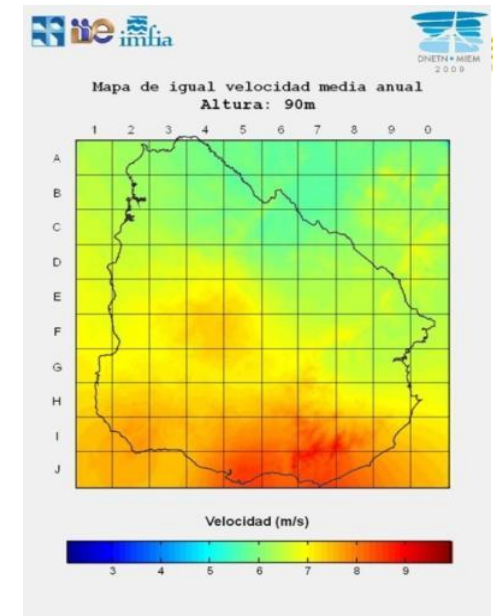 iie imfia
DNETN • MIEM
2009
Mapa de igual velocidad media anual
Altura: 90m
1 2 3 4 5 6 7 8 9 0
A
B
C
D
E
F
G
H
I
J
Velocidad (m/s)
3 4 5 6 7 8 9